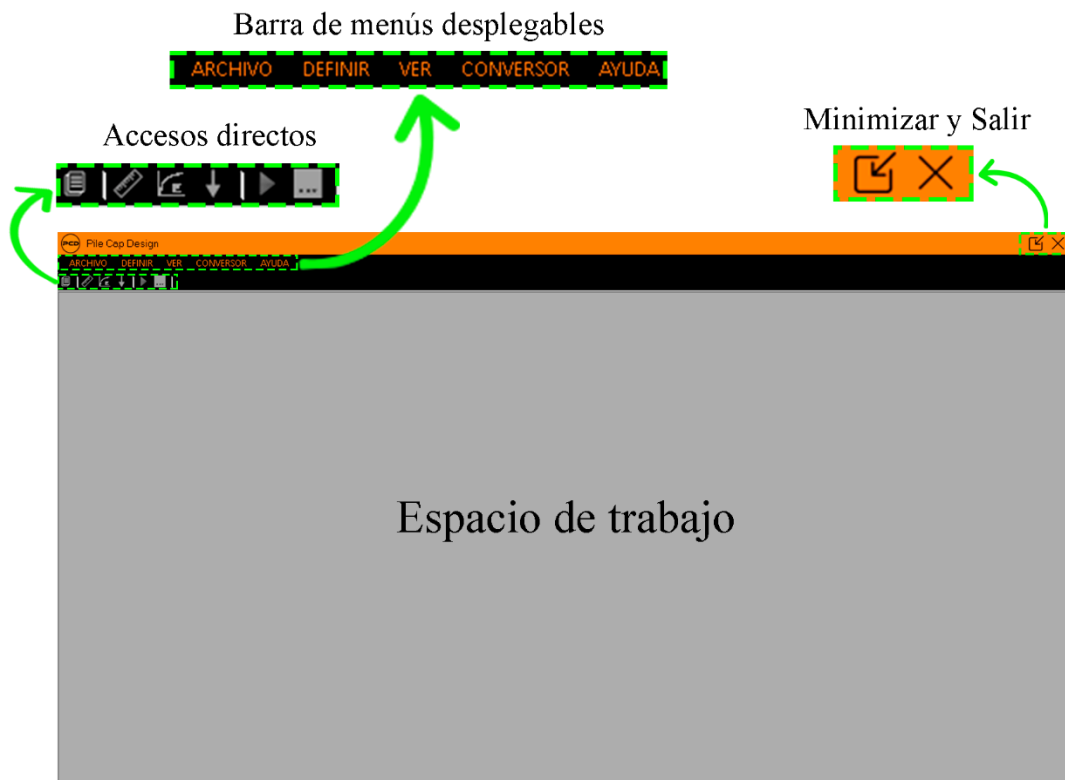 Barra de menús desplegables
ARCHIVO DEFINIR VER CONVERSOR AYUDA
Accesos directos
Minimizar y Salir
PCD Pile Cap Design
ARCHIVO DEFINIR VER CONVERSOR AYUDA
Espacio de trabajo